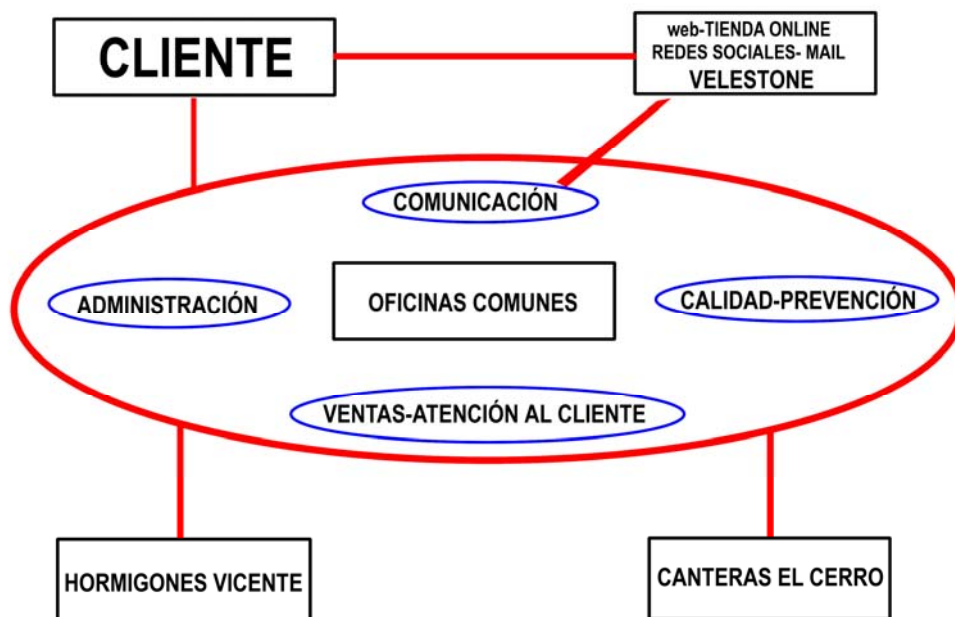 CLIENTE
web-TIENDA ONLINE
REDES SOCIALES- MAIL
VELESTONE
COMUNICACIÓN
ADMINISTRACIÓN
OFICINAS COMUNES
CALIDAD-PREVENCIÓN
VENTAS-ATENCIÓN AL CLIENTE
HORMIGONES VICENTE
CANTERAS EL CERRO